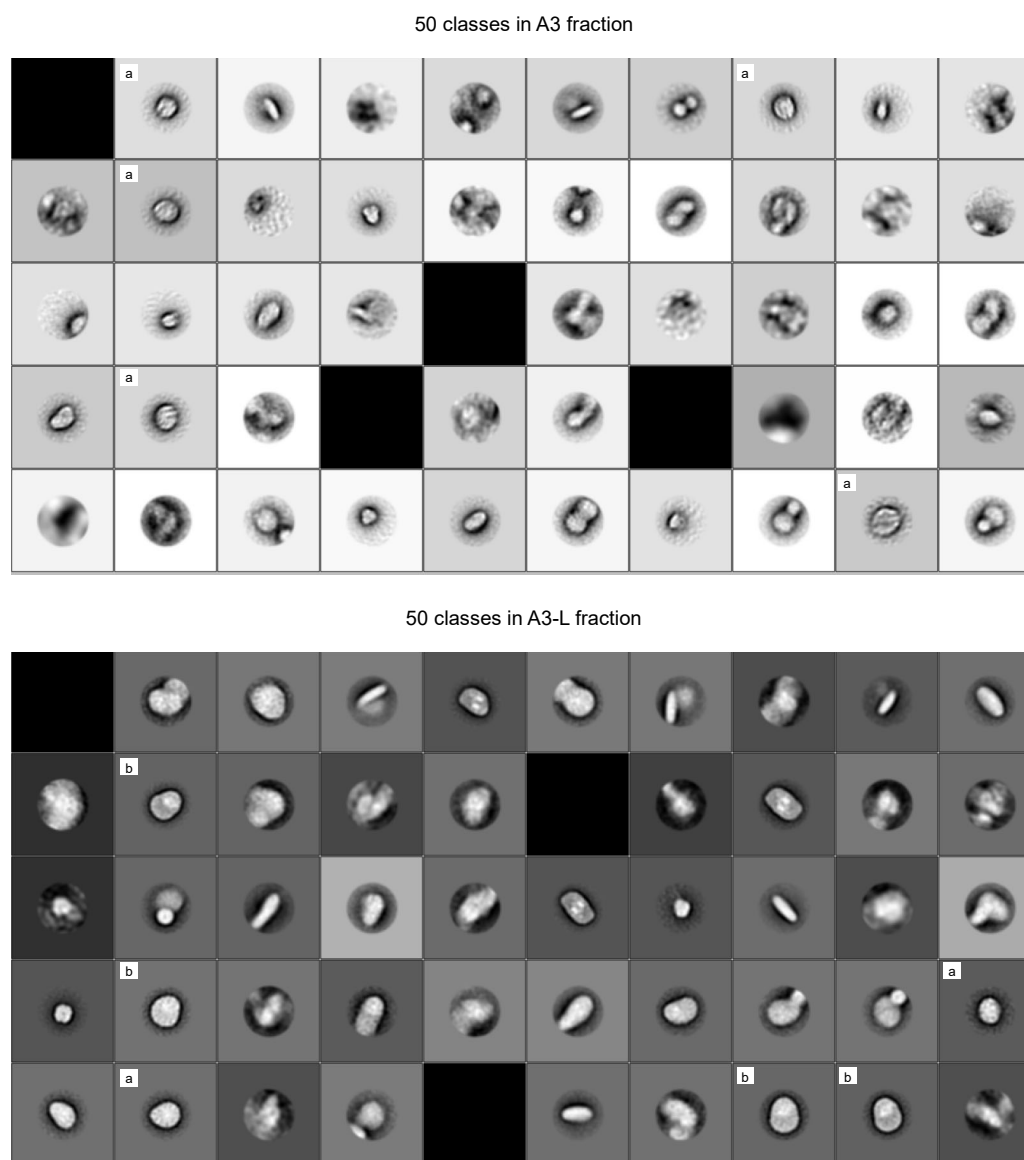 50 classes in A3 fraction
a a
a
a
a
50 classes in A3-L fraction
b
b a
a b b